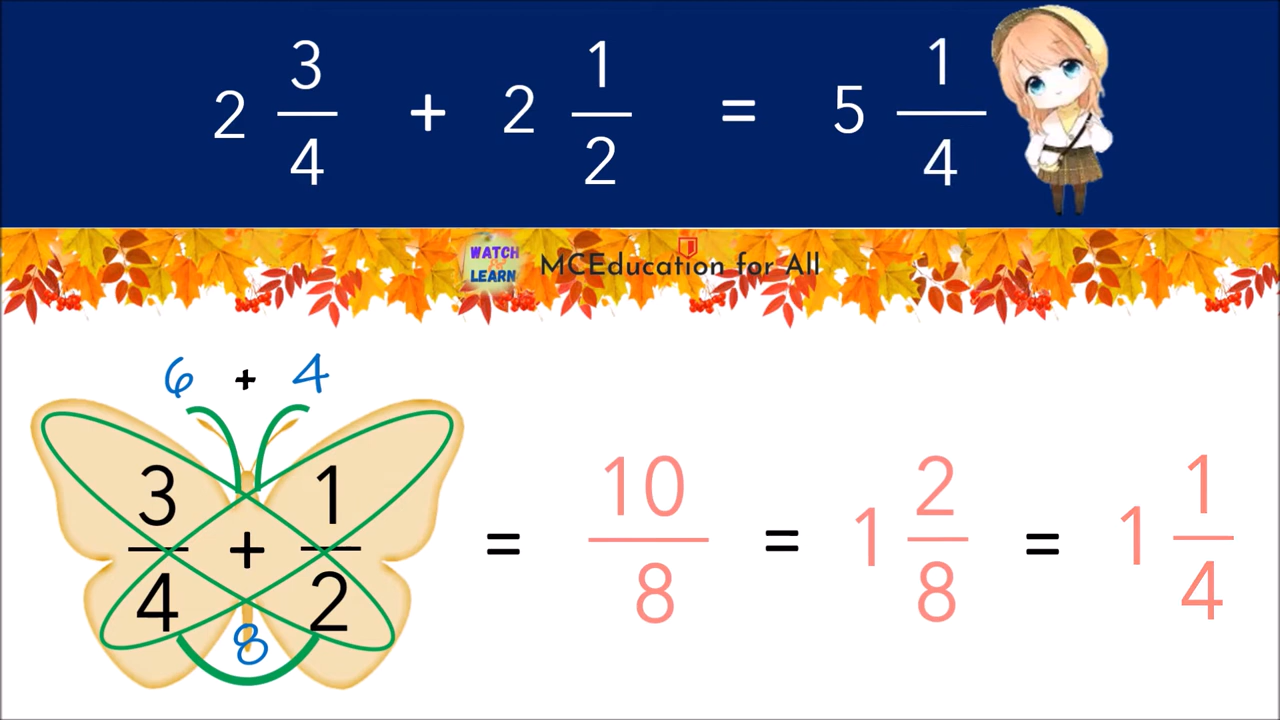 2 3/4 + 2 1/2 = 5 1/4
WATCH
LEARN
MCEducation for All
6 + 4
3/4 + 1/2 = 10/8 = 1 2/8 = 1 1/4
8